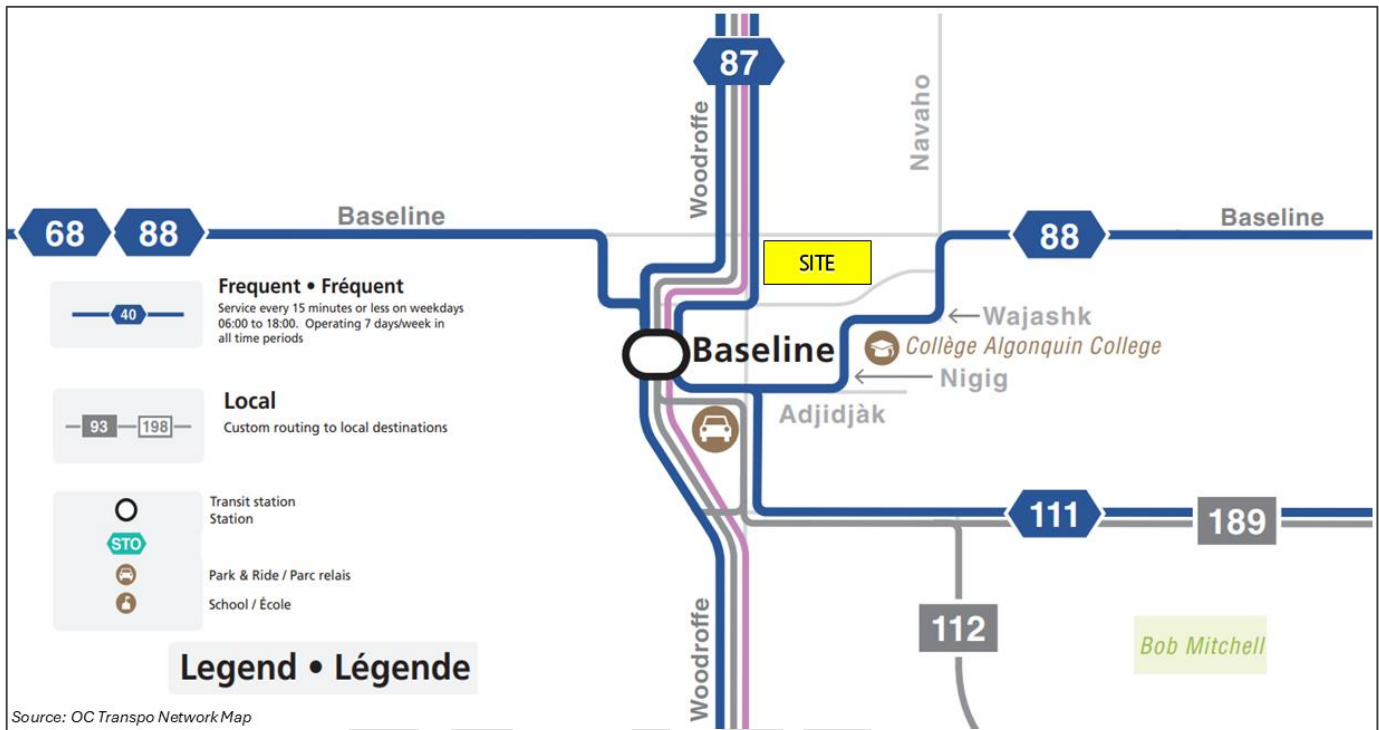 87
Woodroffe
Navaho
68
88
Baseline
88
Baseline
SITE
Frequent • Fréquent
Service every 15 minutes or less on weekdays
06:00 to 18:00. Operating 7 days/week in
all time periods
40
Wajashk
Baseline
Collège Algonquin College
Nigig
Local
Custom routing to local destinations
93
198
Adjidjàk
Transit station
Station
STO
Park & Ride / Parc relais
School / École
111
189
112
Woodroffe
Bob Mitchell
Legend • Légende
Source: OC Transpo Network Map